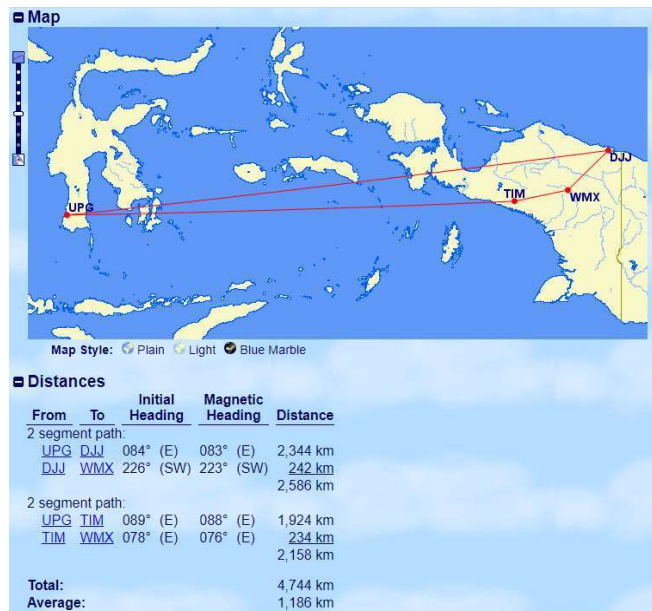 Map
UPG
DJJ
TIM
WMX
Map Style: Plain Light Blue Marble
Distances
Initial Magnetic
From To Heading Heading Distance
2 segment path:
UPG DJJ 084° (E) 083° (E) 2,344 km
DJJ WMX 226° (SW) 223° (SW) 242 km
2,586 km
2 segment path:
UPG TIM 089° (E) 088° (E) 1,924 km
TIM WMX 078° (E) 076° (E) 234 km
2,158 km
Total: 4,744 km
Average: 1,186 km